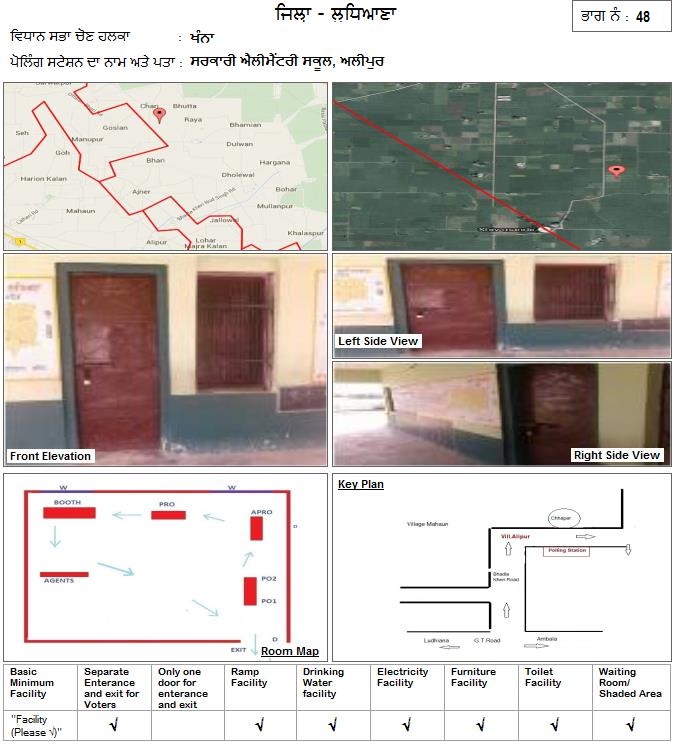 ਜਿਲ੍ਹਾ - ਲੁਧਿਆਣਾ
ਭਾਗ ਨੰ : 48
ਵਿਧਾਨ ਸਭਾ ਚੋਣ ਹਲਕਾ : ਖੰਨਾ
ਪੋਲਿੰਗ ਸਟੇਸ਼ਨ ਦਾ ਨਾਮ ਅਤੇ ਪਤਾ : ਸਰਕਾਰੀ ਐਲੀਮੈਂਟਰੀ ਸਕੂਲ, ਅਲੀਪੁਰ
Chari
Bhutta
Goslan
Raya
Bhamian
Seh
Manupur
Dulwan
Goh
Bhari
Hargana
Harion Kalan
Dholewal
Ajner
Bohar
Mahaun
Mullanpur
Jallowal
Khalaspur
Alipur
Lohar
Majra Kalan
1
Front Elevation
Left Side View
Right Side View
W
W
BOOTH
PRO
APRO
D
AGENTS
PO2
PO1
D
EXIT
Room Map
Key Plan
Village Mahaun
Chhapar
Vill.Alipur
Polling Station
Bhadla
Kheri Road
Ludhiana
G.T.Road
Ambala
Basic Minimum Facility
Separate Enterance and exit for Voters
Only one door for enterance and exit
Ramp Facility
Drinking Water facility
Electricity Facility
Furniture Facility
Toilet Facility
Waiting Room/ Shaded Area
"Facility (Please √)"
√ √ √ √ √ √ √